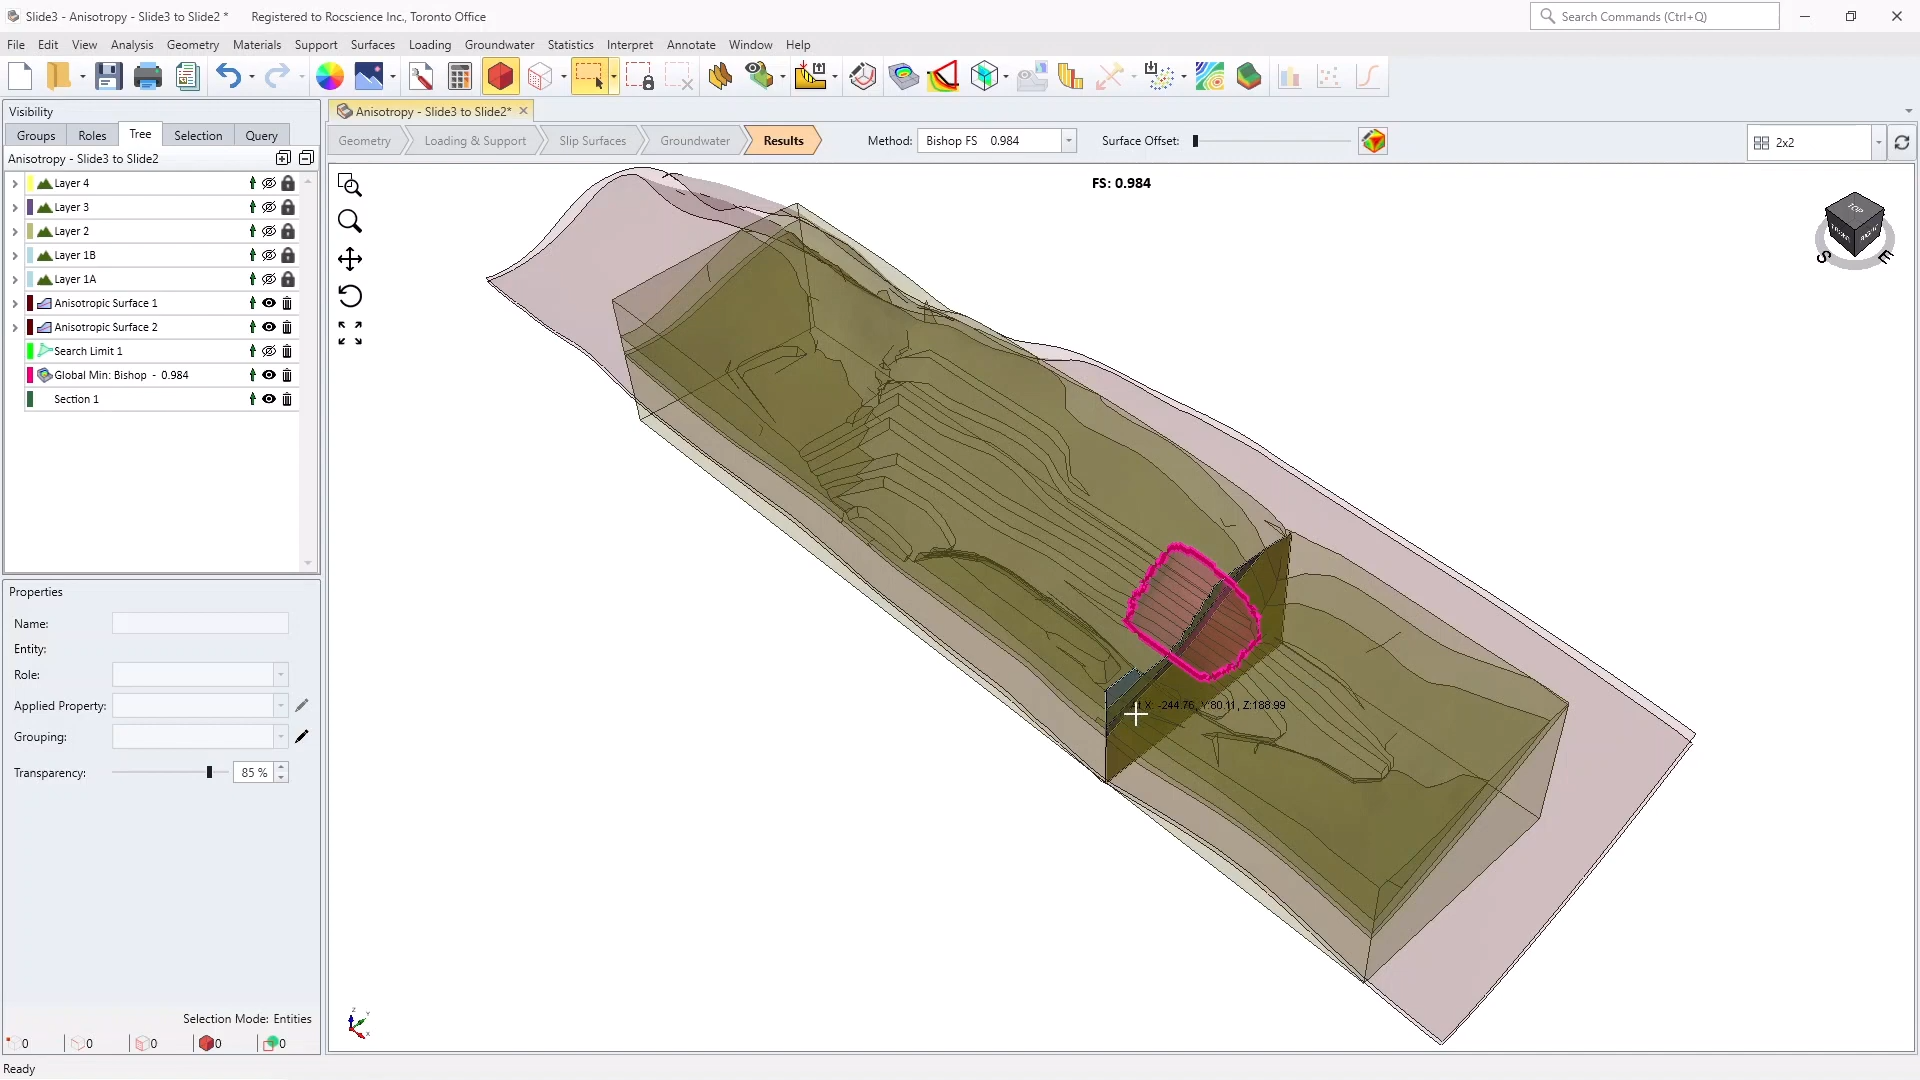 Slide3 - Anisotropy - Slide3 to Slide2 * Registered to Rocscience Inc., Toronto Office
Search Commands (Ctrl+Q)
File Edit View Analysis Geometry Materials Support Surfaces Loading Groundwater Statistics Interpret Annotate Window Help
Visibility
Anisotropy - Slide3 to Slide2*
Groups Roles Tree Selection Query
Geometry Loading & Support Slip Surfaces Groundwater Results Method: Bishop FS 0.984 Surface Offset: 2x2
Anisotropy - Slide3 to Slide2
FS: 0.984
Layer 4
Layer 3
Layer 2
Layer 1B
Layer 1A
Anisotropic Surface 1
Anisotropic Surface 2
Search Limit 1
Global Min: Bishop - 0.984
Section 1
TOP
S E
Properties
Name:
Entity:
Role:
Applied Property:
Grouping:
Transparency: 85 %
X: -244.76, Y:80.11, Z:188.99
Selection Mode: Entities
0 0 0 0 0
Z
Y
X
Ready